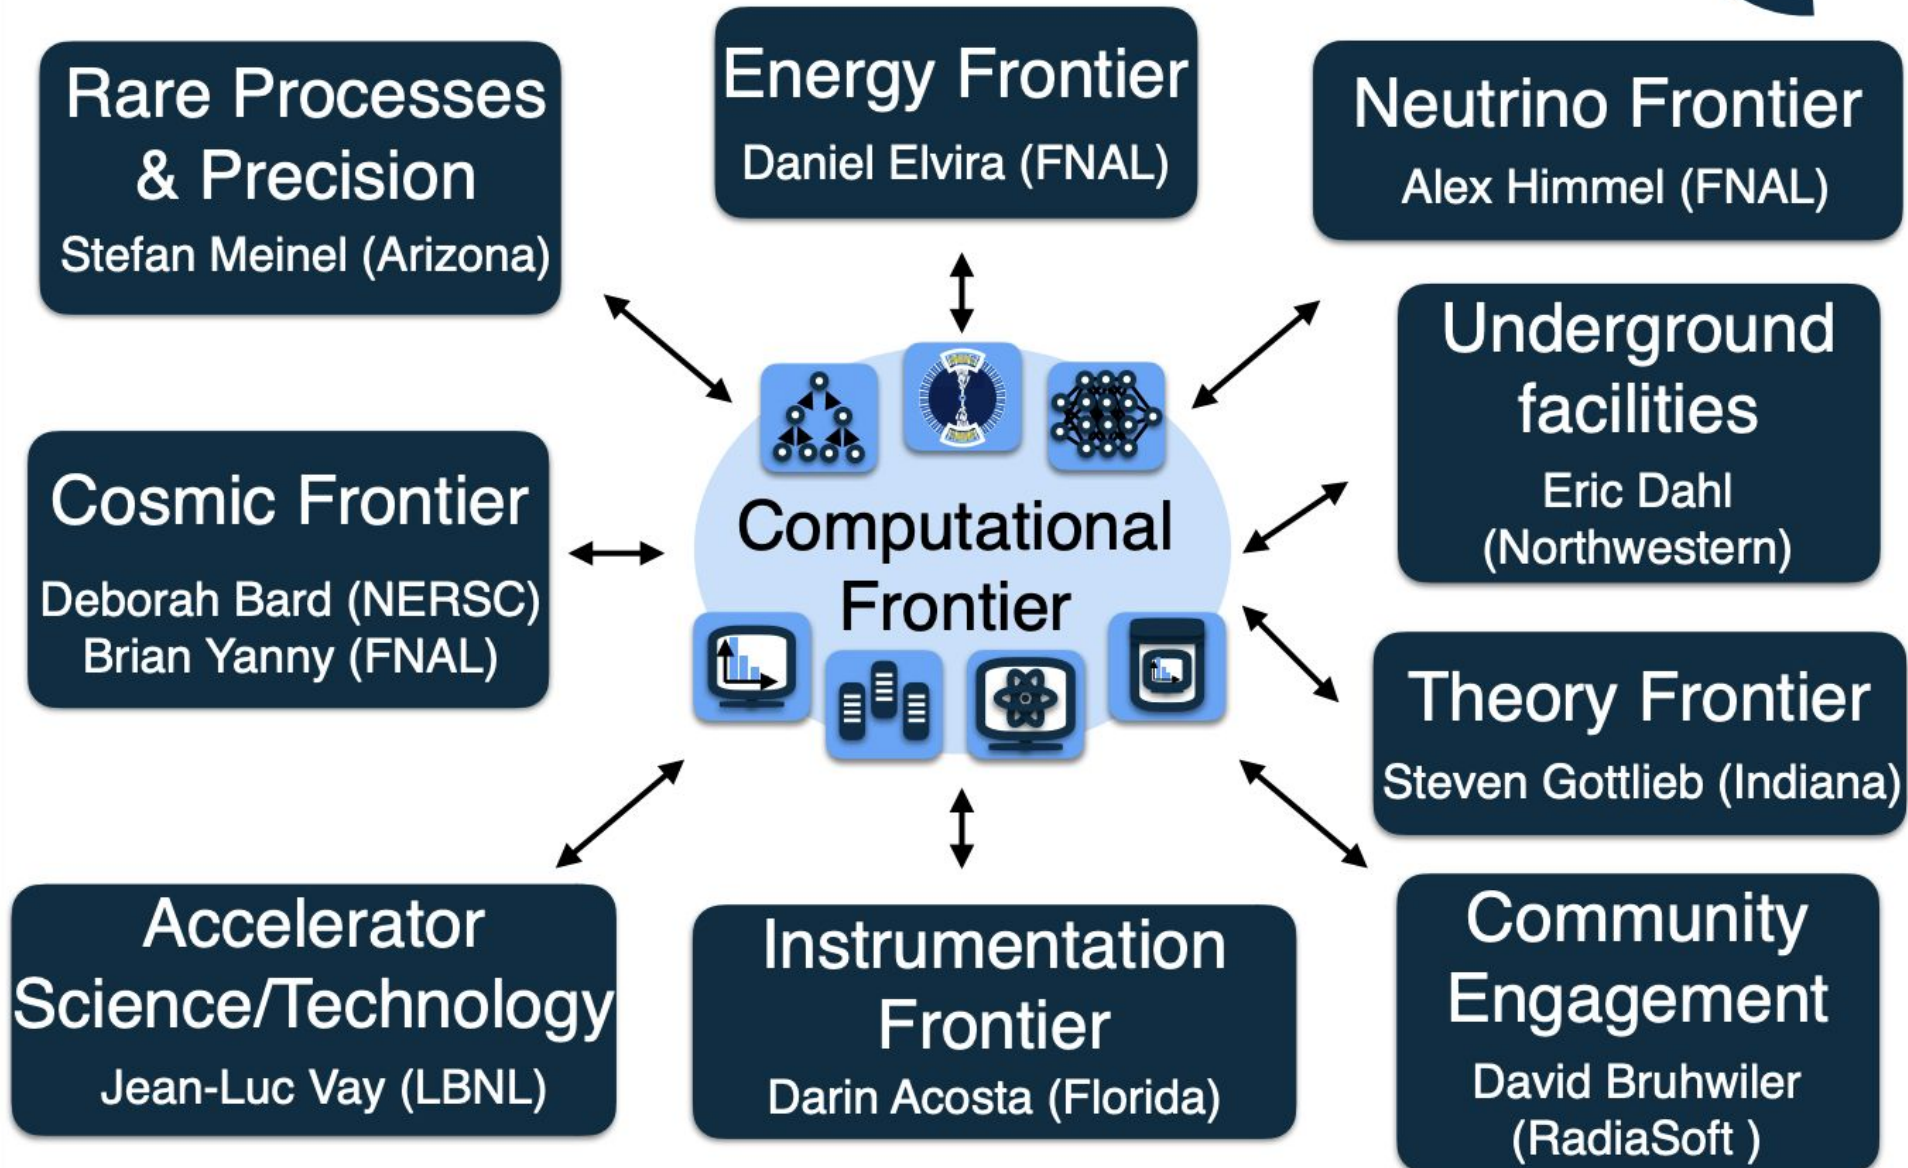 Rare Processes
& Precision
Stefan Meinel (Arizona)
Energy Frontier
Daniel Elvira (FNAL)
Neutrino Frontier
Alex Himmel (FNAL)
Cosmic Frontier
Deborah Bard (NERSC)
Brian Yanny (FNAL)
Computational
Frontier
Underground
facilities
Eric Dahl
(Northwestern)
Theory Frontier
Steven Gottlieb (Indiana)
Accelerator
Science/Technology
Jean-Luc Vay (LBNL)
Instrumentation
Frontier
Darin Acosta (Florida)
Community
Engagement
David Bruhwiler
(RadiaSoft )